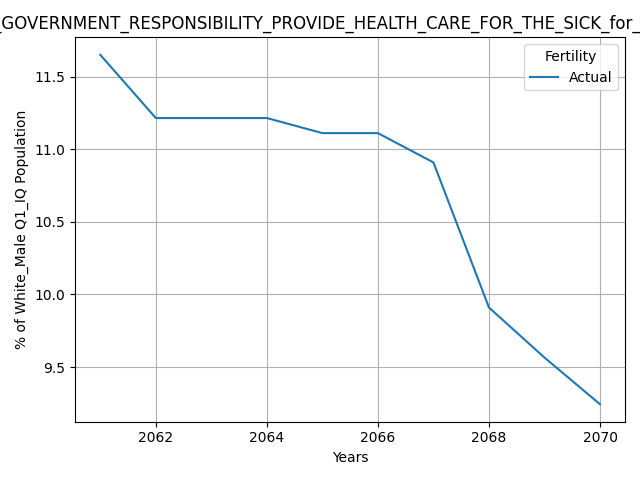 _GOVERNMENT_RESPONSIBILITY_PROVIDE_HEALTH_CARE_FOR_THE_SICK_for_
Fertility
Actual
% of White_Male Q1_IQ Population
11.5
11.0
10.5
10.0
9.5
2062
2064
2066
2068
2070
Years